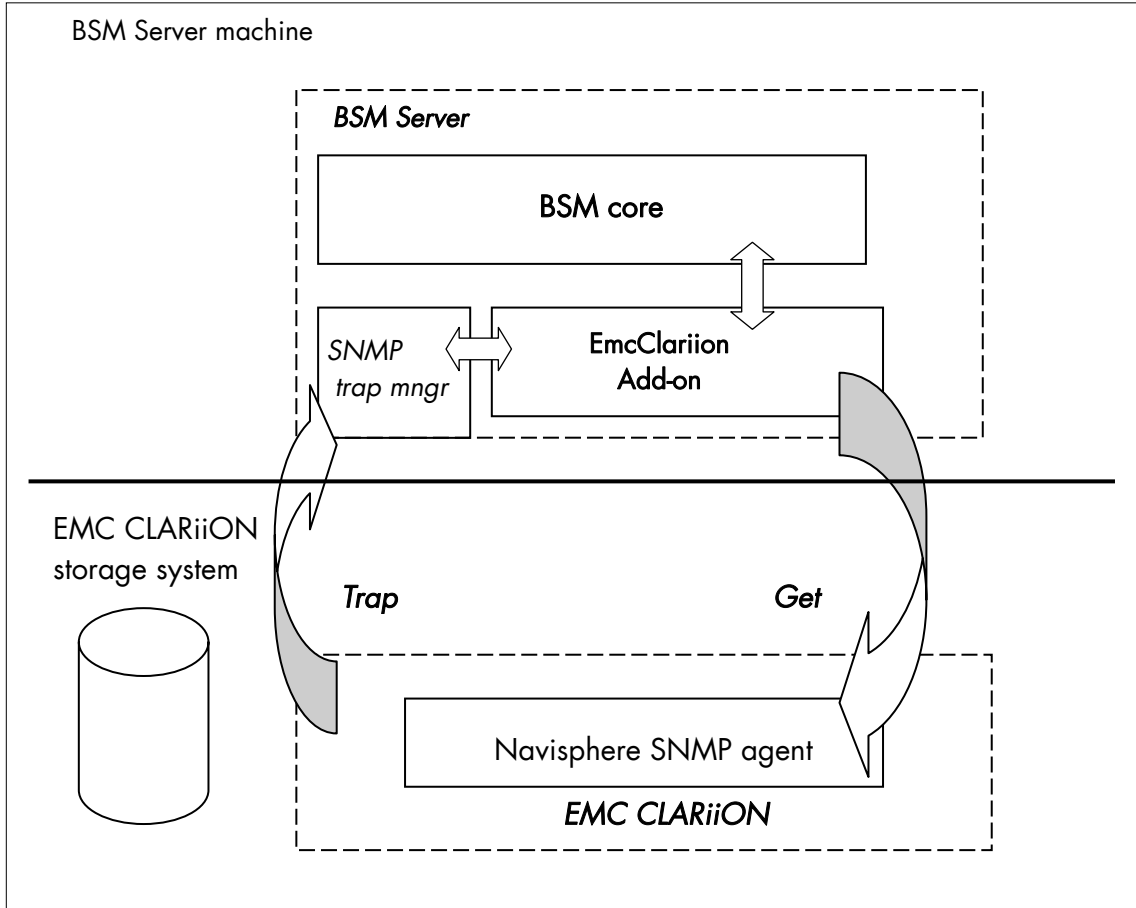 BSM Server machine
BSM Server
BSM core
SNMP
trap mngr
EmcClariion
Add-on
EMC CLARiiON
storage system
Trap
Get
Navisphere SNMP agent
EMC CLARiiON